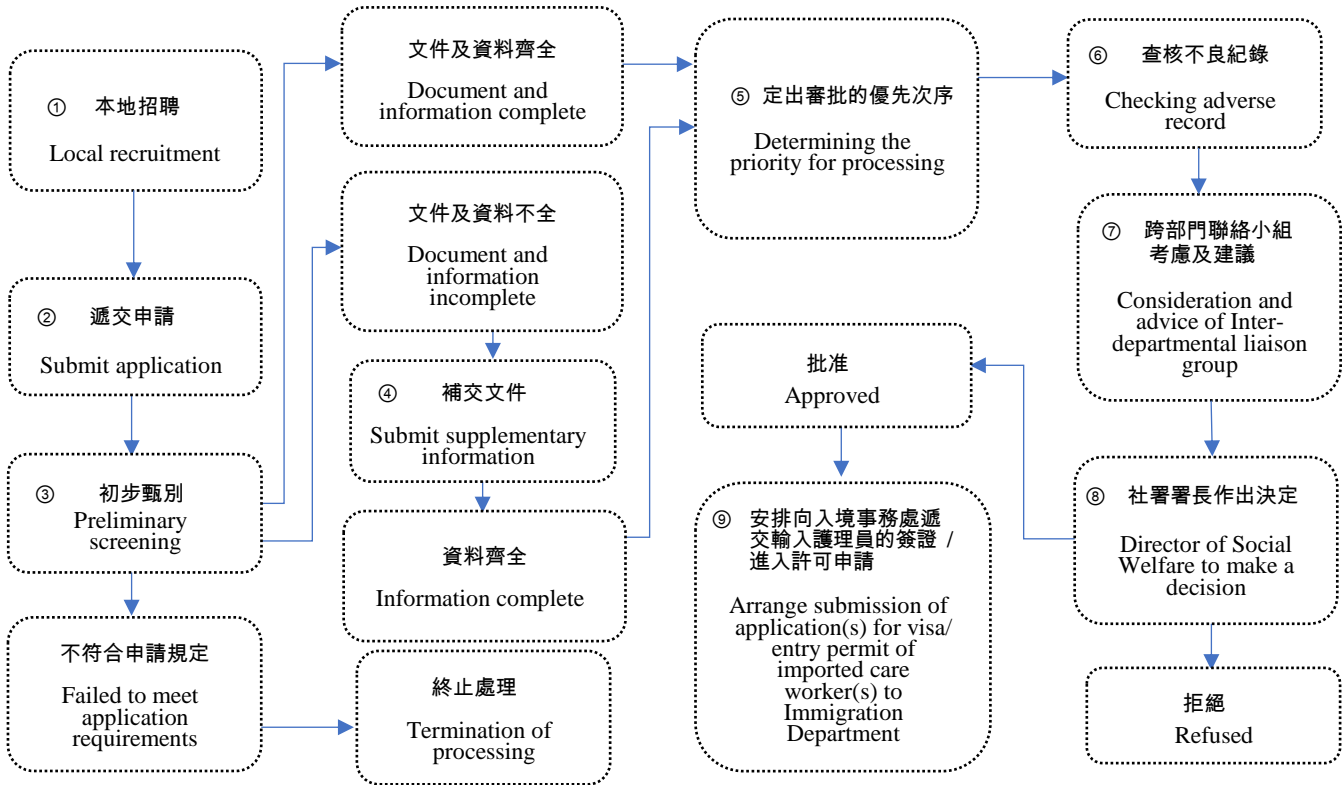 ① 本地招聘
Local recruitment
② 遞交申請
Submit application
③ 初步甄別
Preliminary
screening
不符合申請規定
Failed to meet
application
requirements
文件及資料齊全
Document and
information complete
文件及資料不全
Document and
information
incomplete
④ 補交文件
Submit supplementary
information
資料齊全
Information complete
終止處理
Termination of
processing
⑤ 定出審批的優先次序
Determining the
priority for processing
⑥ 查核不良紀錄
Checking adverse
record
⑦ 跨部門聯絡小組
考慮及建議
Consideration and
advice of Inter-
departmental liaison
group
⑧ 社署署長作出決定
Director of Social
Welfare to make a
decision
批准
Approved
⑨ 安排向入境事務處遞
交輸入護理員的簽證 /
進入許可申請
Arrange submission of
application(s) for visa/
entry permit of
imported care
worker(s) to
Immigration
Department
拒絕
Refused